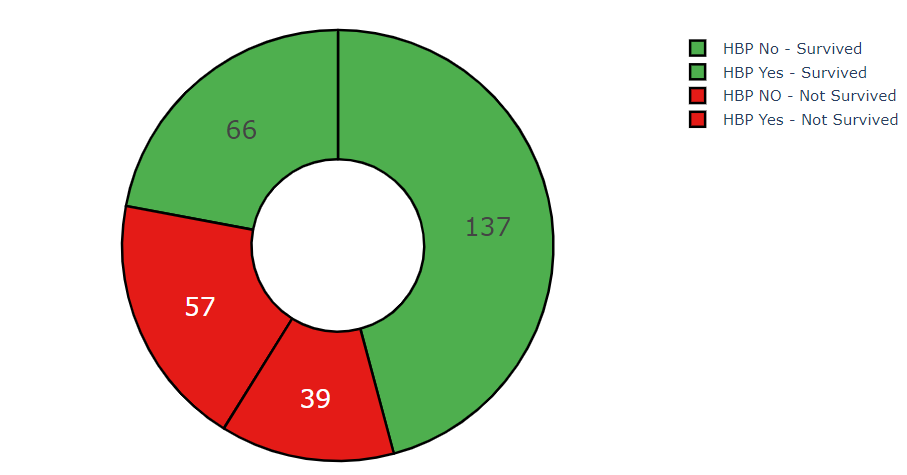 HBP No - Survived
HBP Yes - Survived
HBP NO - Not Survived
HBP Yes - Not Survived
66
137
57
39